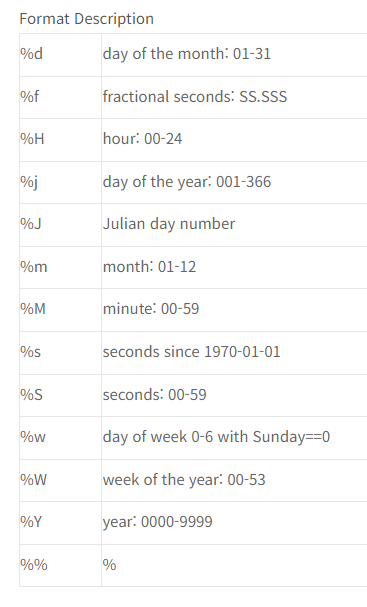 Format Description
%d day of the month: 01-31
%f fractional seconds: SS.SSS
%H hour: 00-24
%j day of the year: 001-366
%J Julian day number
%m month: 01-12
%M minute: 00-59
%s seconds since 1970-01-01
%S seconds: 00-59
%w day of week 0-6 with Sunday==0
%W week of the year: 00-53
%Y year: 0000-9999
%% %